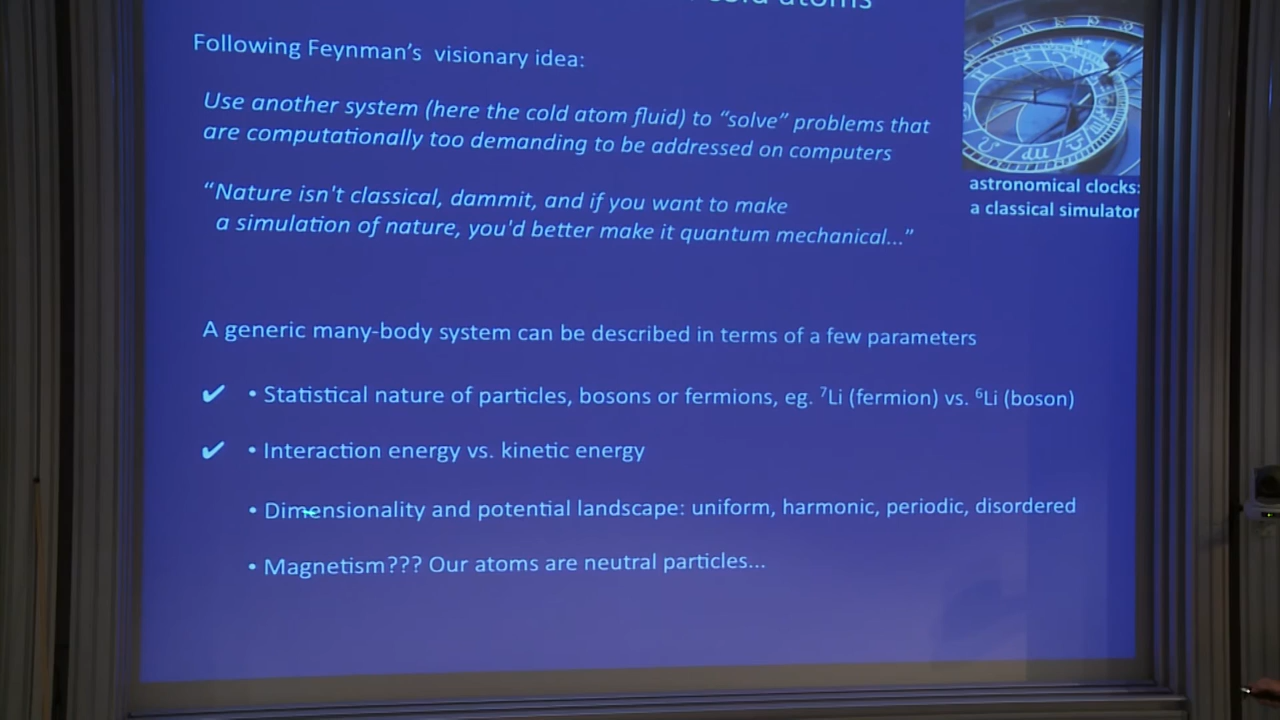 cold atoms
Following Feynman's visionary idea:
Use another system (here the cold atom fluid) to "solve" problems that
are computationally too demanding to be addressed on computers
"Nature isn't classical, dammit, and if you want to make
a simulation of nature, you'd better make it quantum mechanical..."
astronomical clocks:
a classical simulator
A generic many-body system can be described in terms of a few parameters
✔ • Statistical nature of particles, bosons or fermions, eg. ⁷Li (fermion) vs. ⁶Li (boson)
✔ • Interaction energy vs. kinetic energy
• Dimensionality and potential landscape: uniform, harmonic, periodic, disordered
• Magnetism??? Our atoms are neutral particles...